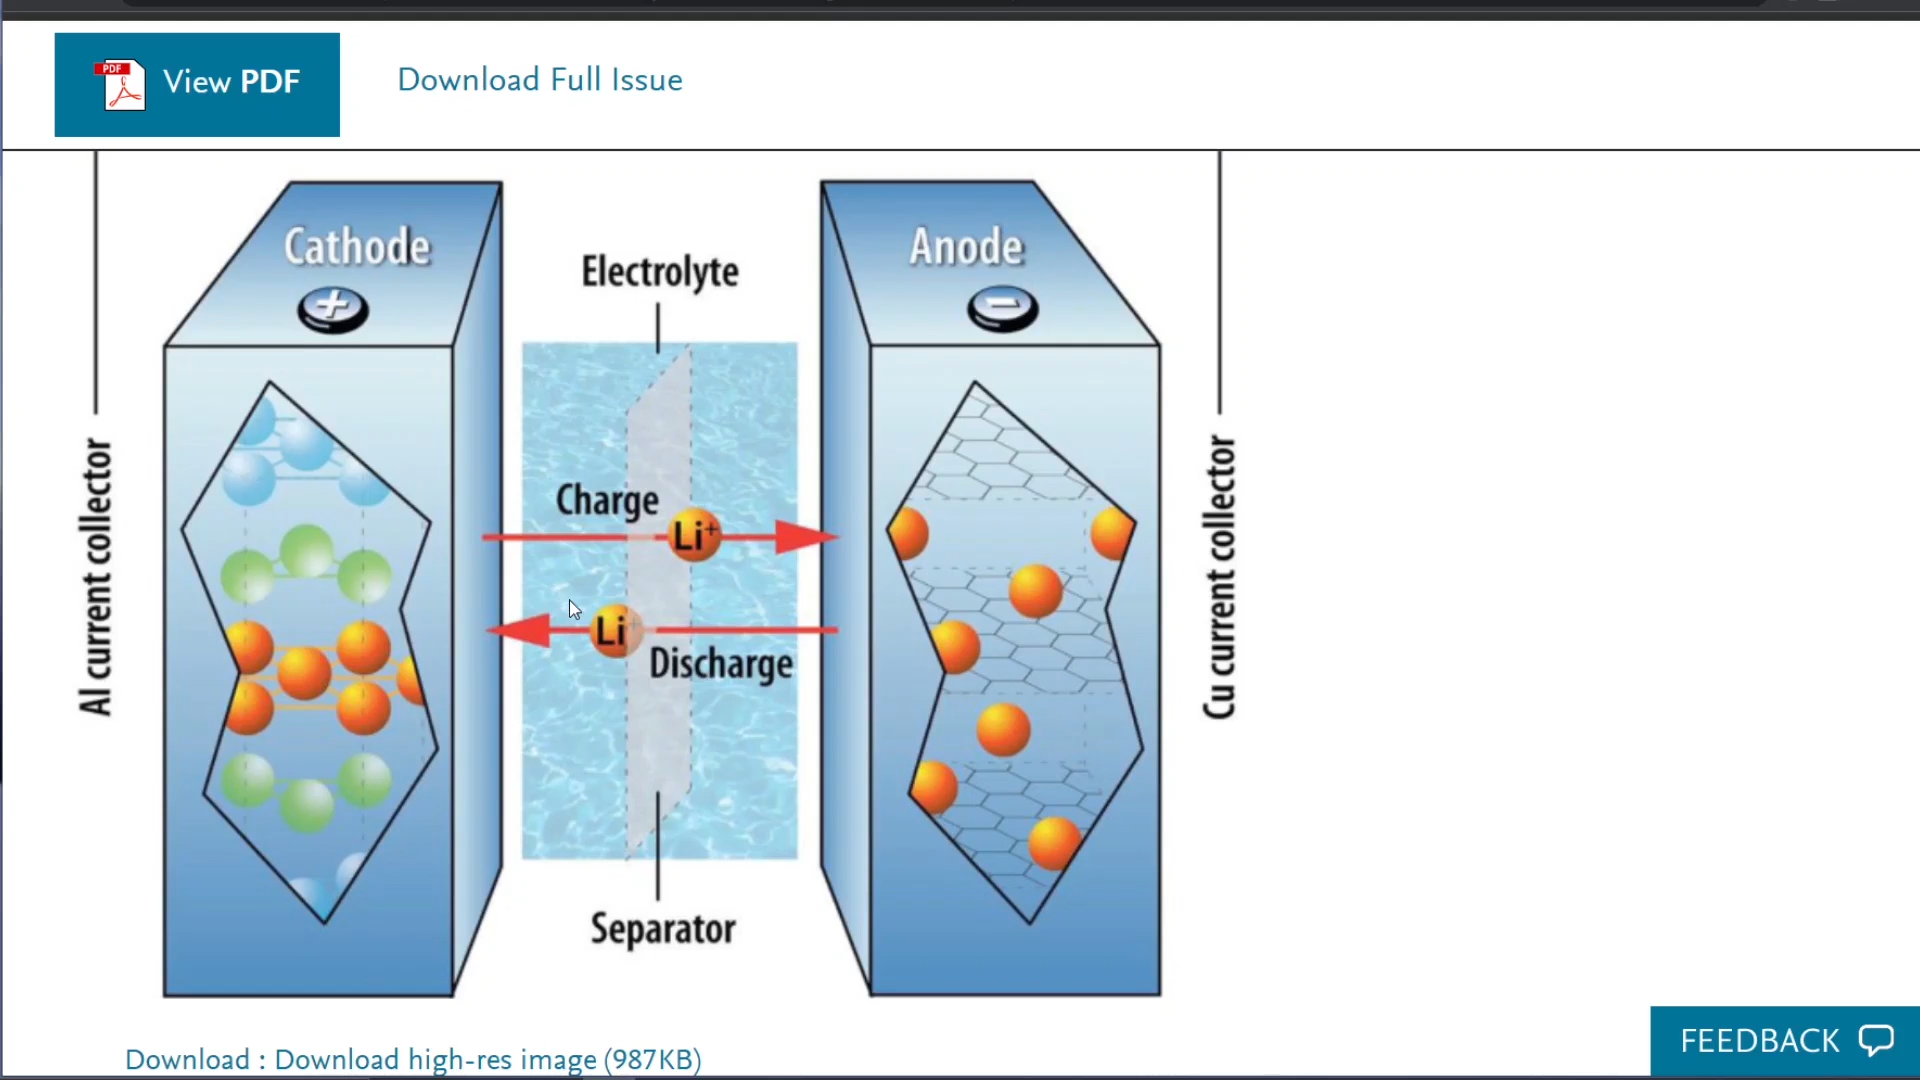 PDF
View PDF
Download Full Issue
Cathode
+
Anode
−
Electrolyte
Al current collector
Cu current collector
Charge
Li+
Li+
Discharge
Separator
Download : Download high-res image (987KB)
FEEDBACK